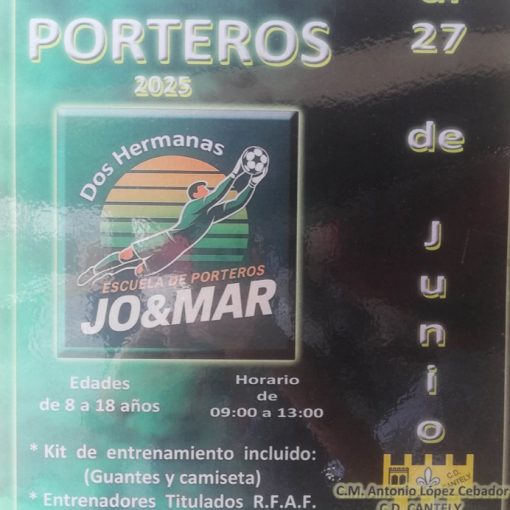 PORTEROS
2025
Dos Hermanas
ESCUELA DE PORTEROS
JO&MAR
Edades
de 8 a 18 años
Horario
de
09:00 a 13:00
* Kit de entrenamiento incluido:
(Guantes y camiseta)
* Entrenadores Titulados R.F.A.F.
al
27
de
Junio
C.D.
CANTELY
C.M. Antonio López Cebador
C.D. CANTELY